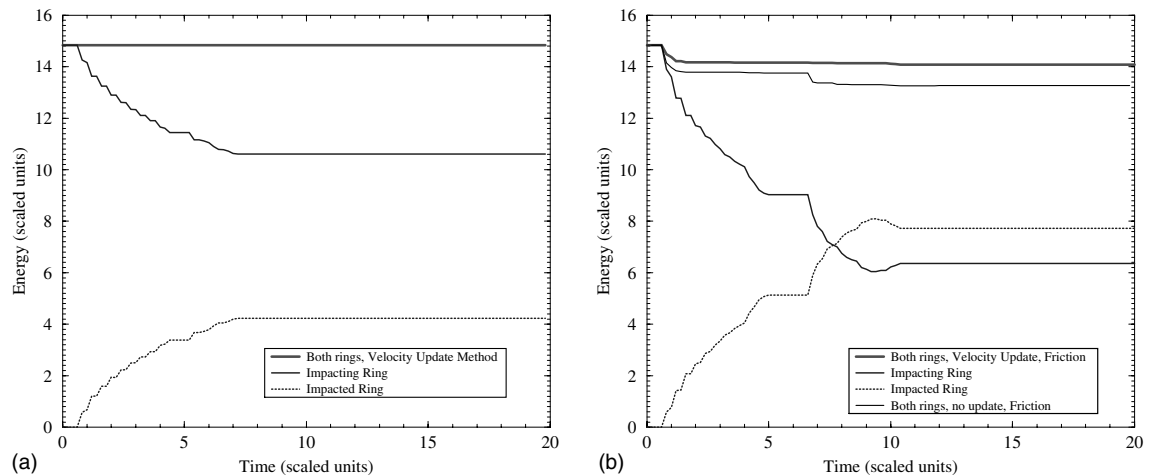 16
14
12
10
8
6
4
2
0
Energy (scaled units)
Both rings, Velocity Update Method
Impacting Ring
Impacted Ring
0 5 10 15 20
(a) Time (scaled units)
16
14
12
10
8
6
4
2
0
Energy (scaled units)
Both rings, Velocity Update, Friction
Impacting Ring
Impacted Ring
Both rings, no update, Friction
0 5 10 15 20
(b) Time (scaled units)